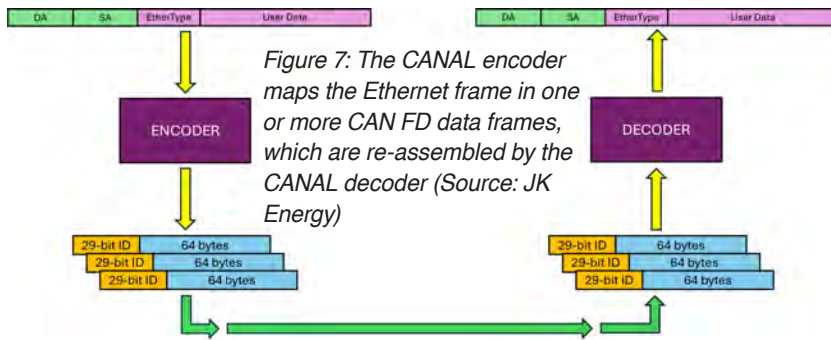 DA SA EtherType User Data
DA SA EtherType User Data
Figure 7: The CANAL encoder
maps the Ethernet frame in one
or more CAN FD data frames,
which are re-assembled by the
CANAL decoder (Source: JK
Energy)
ENCODER
DECODER
29-bit ID 64 bytes
29-bit ID 64 bytes
29-bit ID 64 bytes
29-bit ID 64 bytes
29-bit ID 64 bytes
29-bit ID 64 bytes